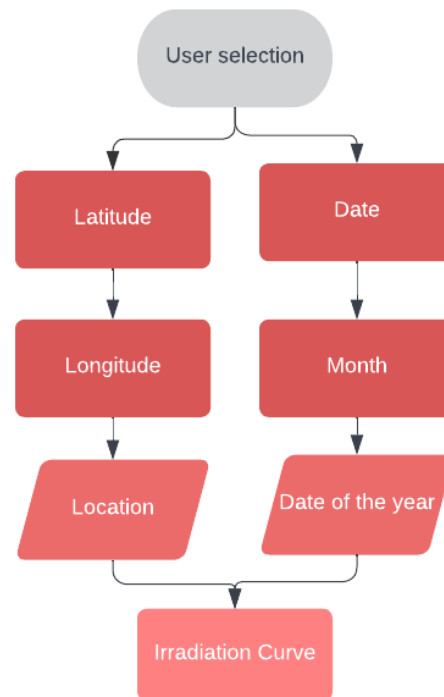 User selection
Latitude
Date
Longitude
Month
Location
Date of the year
Irradiation Curve